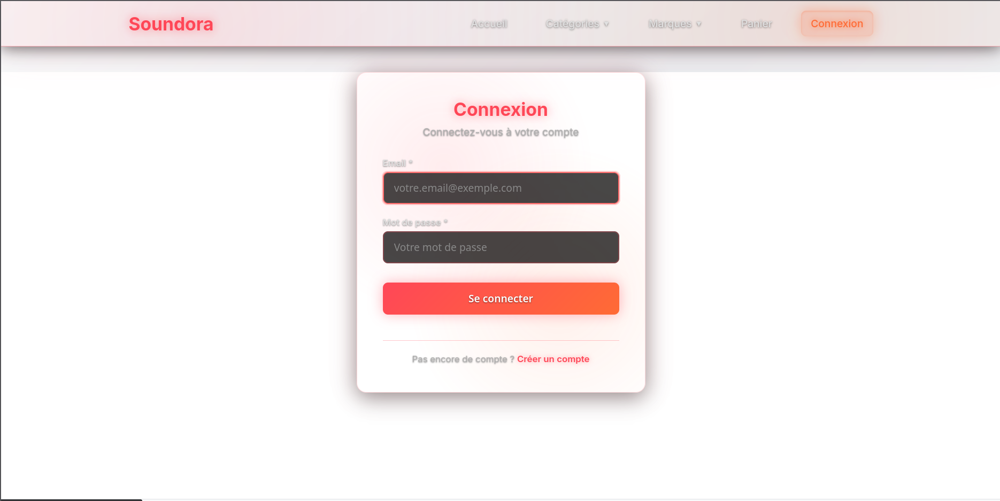 Soundora
Accueil
Catégories ▼
Marques ▼
Panier
Connexion
Connexion
Connectez-vous à votre compte
Email *
votre.email@exemple.com
Mot de passe *
Votre mot de passe
Se connecter
Pas encore de compte ? Créer un compte